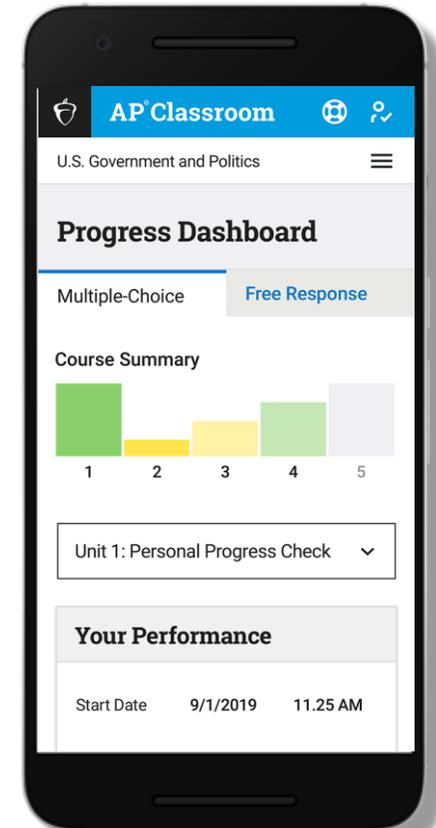 AP® Classroom
U.S. Government and Politics
Progress Dashboard
Multiple-Choice Free Response
Course Summary
1 2 3 4 5
Unit 1: Personal Progress Check
Your Performance
Start Date 9/1/2019 11.25 AM